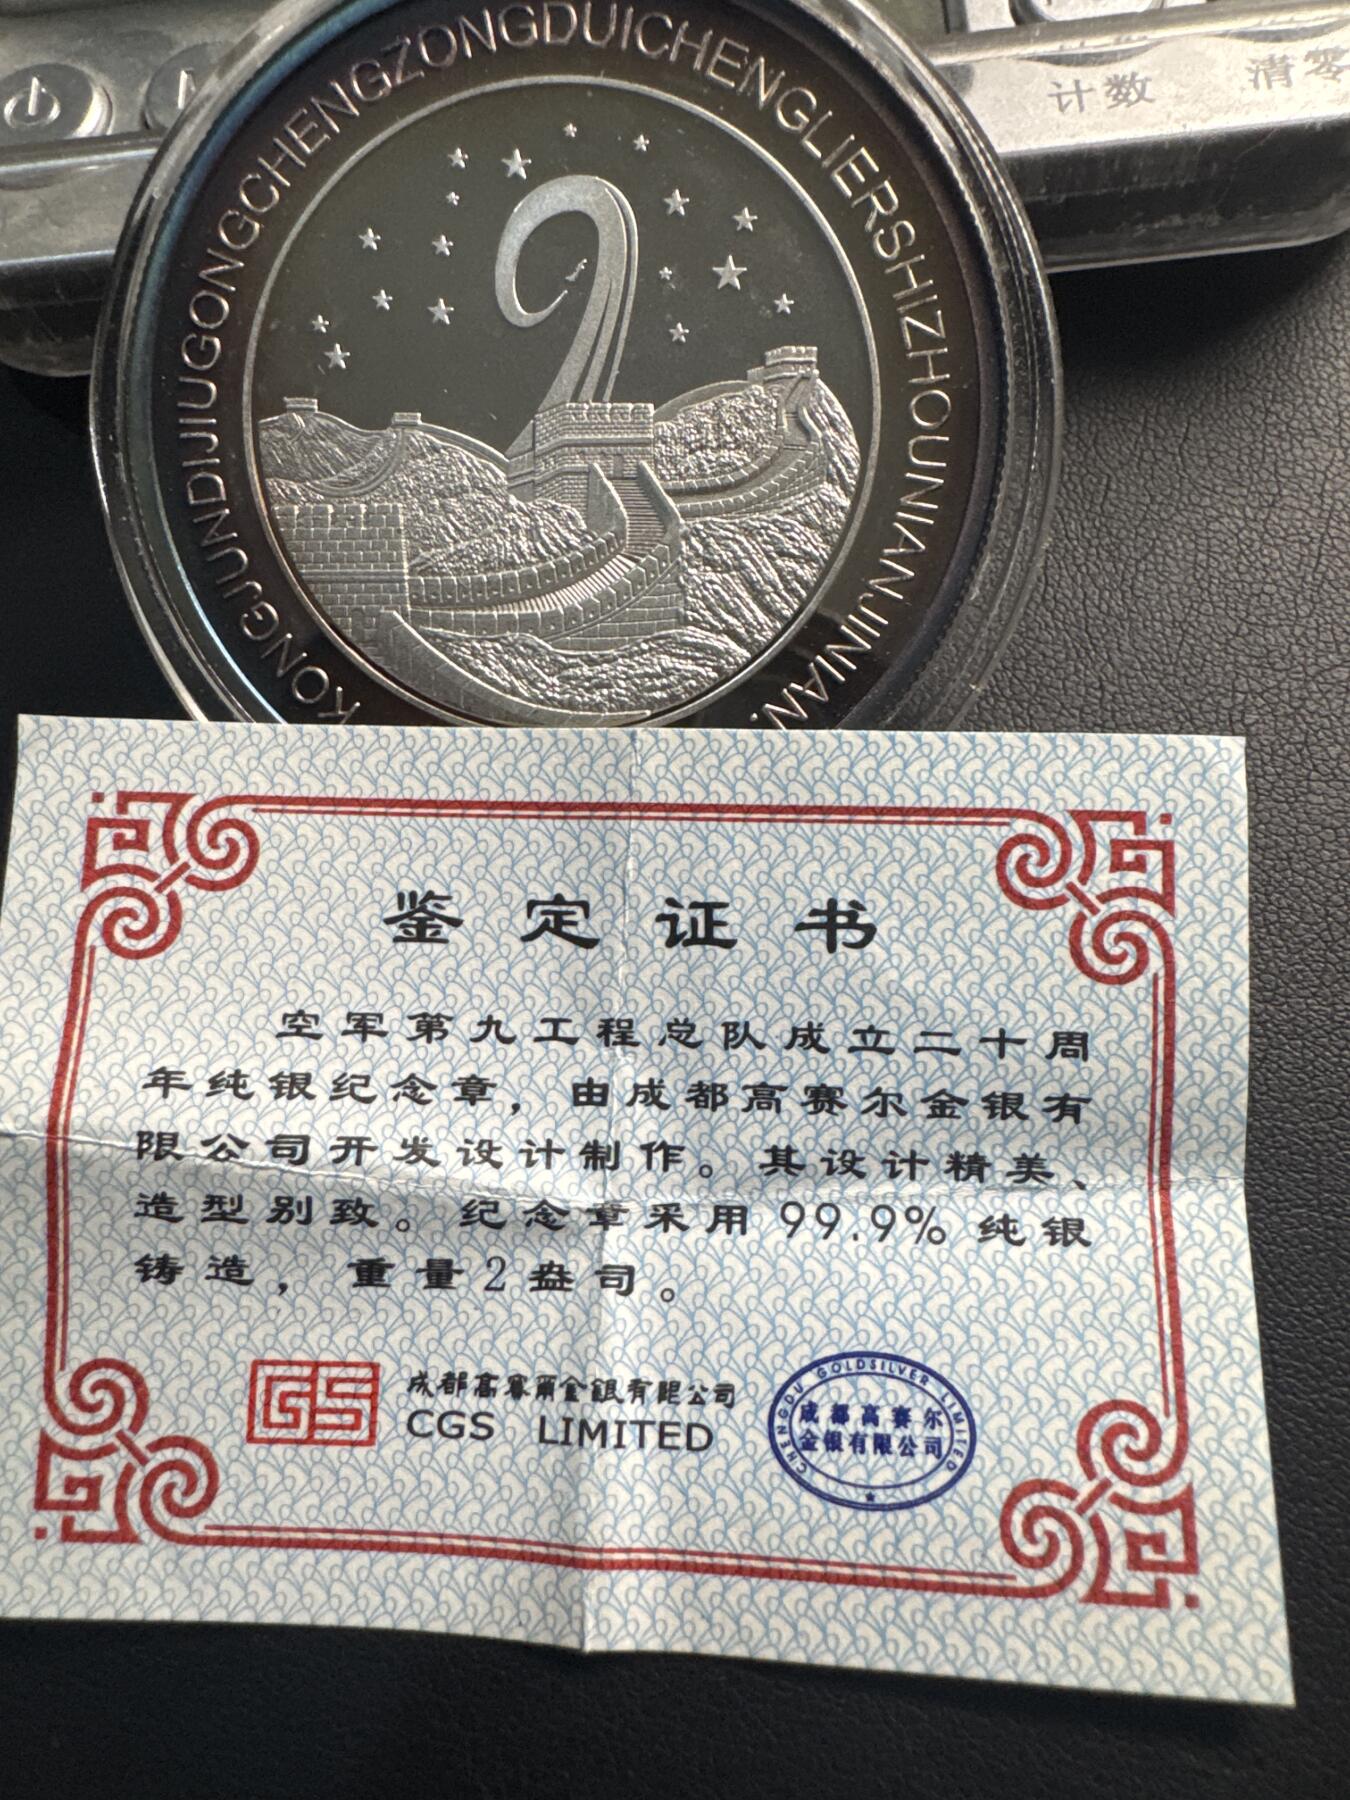 KONGJUNDIJIUGONGCHENGZONGDUICHENGLIERSHIZHOUNIANJINIAN.
计数
清零
鉴定证书
空军第九工程总队成立二十周
年纯银纪念章，由成都高赛尔金银有
限公司开发设计制作。其设计精美、
造型别致。纪念章采用99.9%纯银
铸造，重量2盎司。
GS
成都高赛尔金银有限公司
CGS LIMITED
CHENGDU GOLDSILVER LIMITED
成都高赛尔
金银有限公司